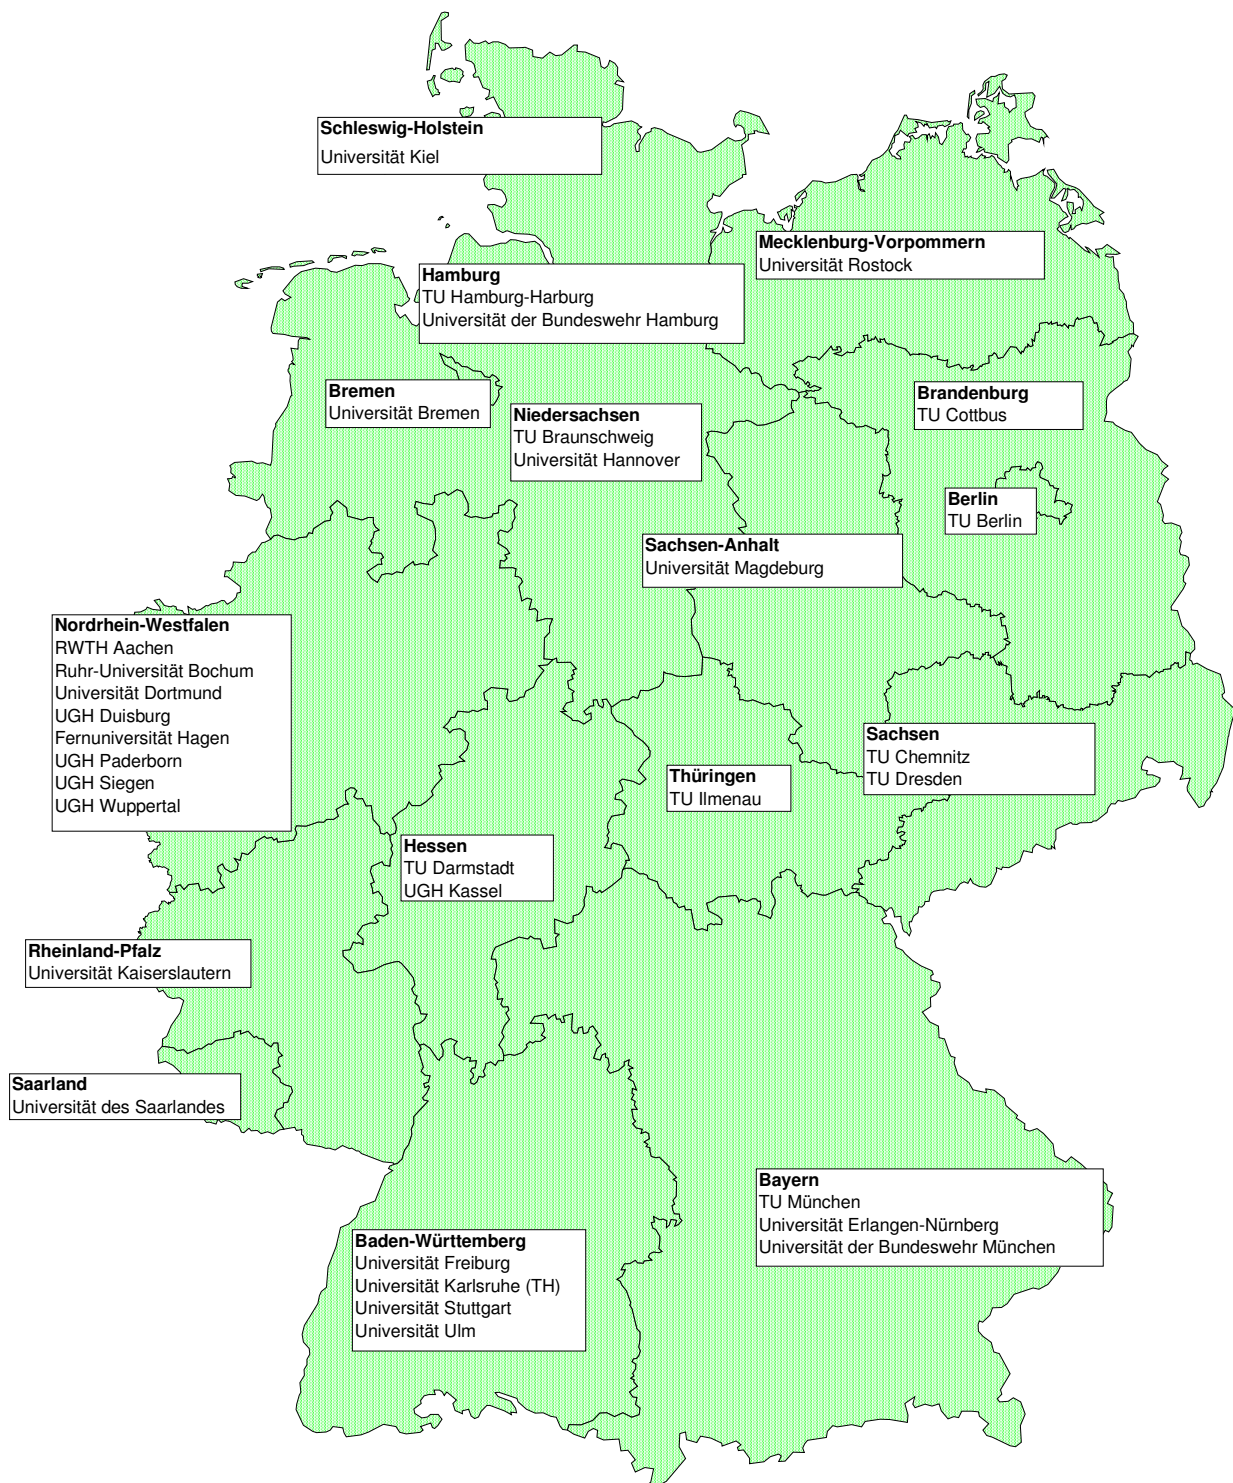 Schleswig-Holstein
Universität Kiel
Mecklenburg-Vorpommern
Universität Rostock
Hamburg
TU Hamburg-Harburg
Universität der Bundeswehr Hamburg
Bremen
Universität Bremen
Niedersachsen
TU Braunschweig
Universität Hannover
Brandenburg
TU Cottbus
Berlin
TU Berlin
Sachsen-Anhalt
Universität Magdeburg
Nordrhein-Westfalen
RWTH Aachen
Ruhr-Universität Bochum
Universität Dortmund
UGH Duisburg
Fernuniversität Hagen
UGH Paderborn
UGH Siegen
UGH Wuppertal
Sachsen
TU Chemnitz
TU Dresden
Thüringen
TU Ilmenau
Hessen
TU Darmstadt
UGH Kassel
Rheinland-Pfalz
Universität Kaiserslautern
Saarland
Universität des Saarlandes
Bayern
TU München
Universität Erlangen-Nürnberg
Universität der Bundeswehr München
Baden-Württemberg
Universität Freiburg
Universität Karlsruhe (TH)
Universität Stuttgart
Universität Ulm